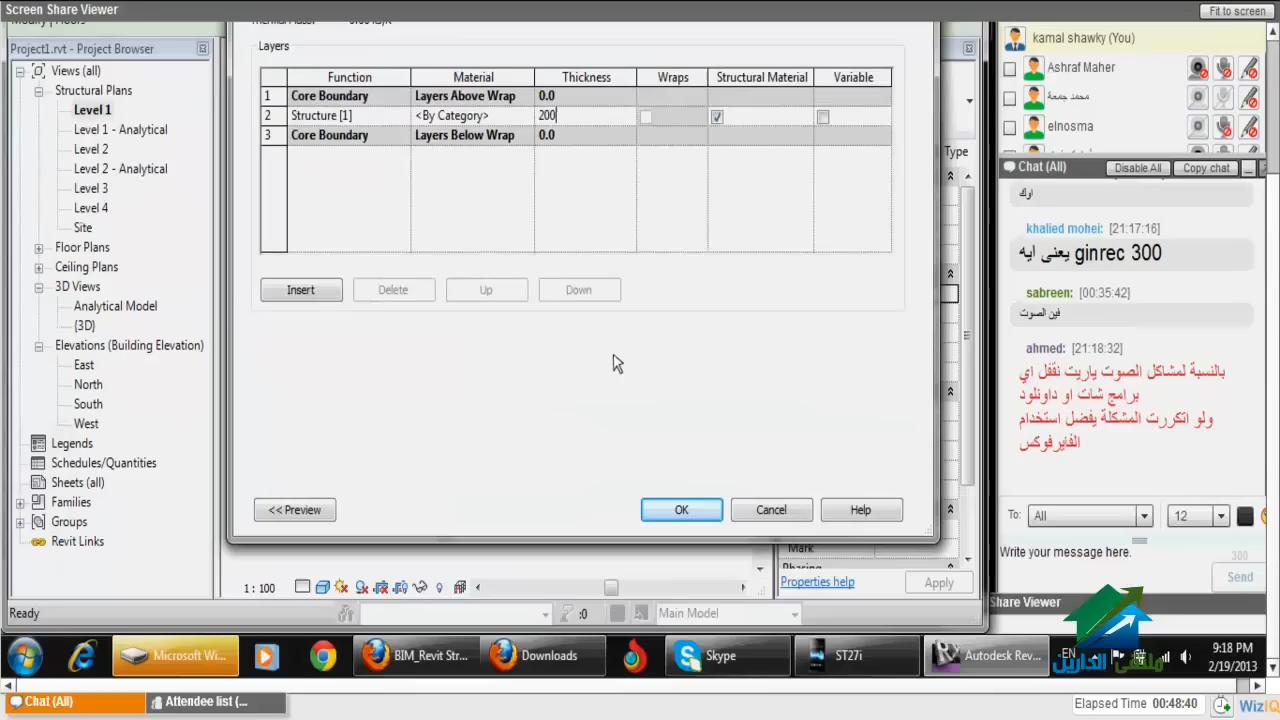 Screen Share Viewer
Fit to screen
Project1.rvt - Project Browser
Views (all)
Structural Plans
Level 1
Level 1 - Analytical
Level 2
Level 2 - Analytical
Level 3
Level 4
Site
Floor Plans
Ceiling Plans
3D Views
Analytical Model
{3D}
Elevations (Building Elevation)
East
North
South
West
Legends
Schedules/Quantities
Sheets (all)
Families
Groups
Revit Links
Layers
Function Material Thickness Wraps Structural Material Variable
1 Core Boundary Layers Above Wrap 0.0
2 Structure [1] <By Category> 200
3 Core Boundary Layers Below Wrap 0.0
Insert Delete Up Down
<< Preview OK Cancel Help
Type
Mark
Properties help Apply
1 : 100
Ready
:0 Main Model
kamal shawky (You)
Ashraf Maher
محمد جمعة
elnosma
Chat (All) Disable All Copy chat
اوك
khalied mohei: [21:17:16]
ginrec 300 يعنى ايه
sabreen: [00:35:42]
فين الصوت
ahmed: [21:18:32]
بالنسبة لمشاكل الصوت ياريت نقفل اي
برامج شات او داونلود
ولو اتكررت المشكلة يفضل استخدام
الفايرفوكس
To: All 12
Write your message here.
300
Send
Share Viewer
ملتقى الدارين
Microsoft Wi...
BIM_Revit Str...
Downloads
Skype
ST27i
Autodesk Rev...
EN
9:18 PM
2/19/2013
Chat (All) Attendee list (...
Elapsed Time 00:48:40
WizIQ